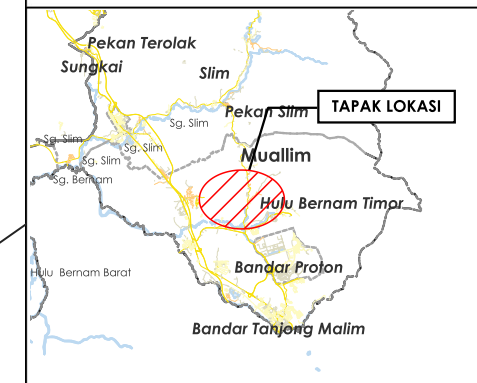 Pekan Terolak
Sungkai
Slim
TAPAK LOKASI
Pekan Slim
Sg. Slim
Sg. Slim
Sg. Slim
Muallim
Sg. Slim
Sg. Bernam
Hulu Bernam Timor
Bandar Proton
Hulu Bernam Barat
Bandar Tanjong Malim